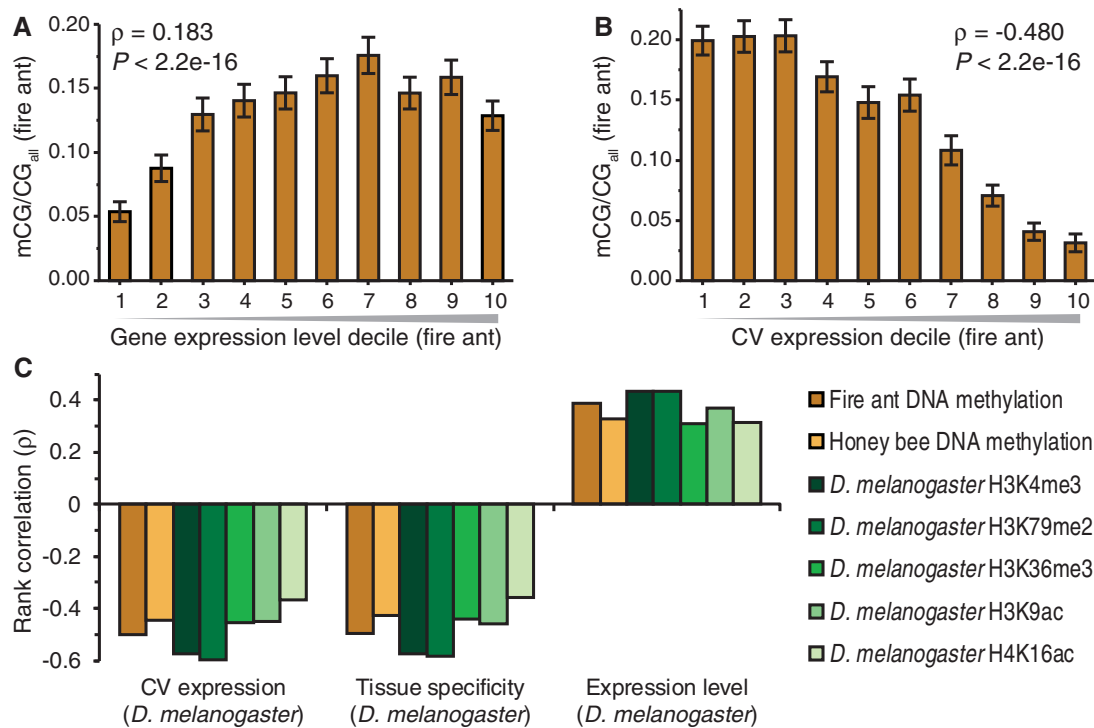 A
ρ = 0.183
P < 2.2e-16
0.20
0.15
0.10
0.05
0.00
mCG/CGall (fire ant)
1 2 3 4 5 6 7 8 9 10
Gene expression level decile (fire ant)
B
ρ = -0.480
P < 2.2e-16
0.20
0.15
0.10
0.05
0.00
mCG/CGall (fire ant)
1 2 3 4 5 6 7 8 9 10
CV expression decile (fire ant)
C
0.4
0.2
0
-0.2
-0.4
-0.6
Rank correlation (ρ)
CV expression
(D. melanogaster)
Tissue specificity
(D. melanogaster)
Expression level
(D. melanogaster)
Fire ant DNA methylation
Honey bee DNA methylation
D. melanogaster H3K4me3
D. melanogaster H3K79me2
D. melanogaster H3K36me3
D. melanogaster H3K9ac
D. melanogaster H4K16ac